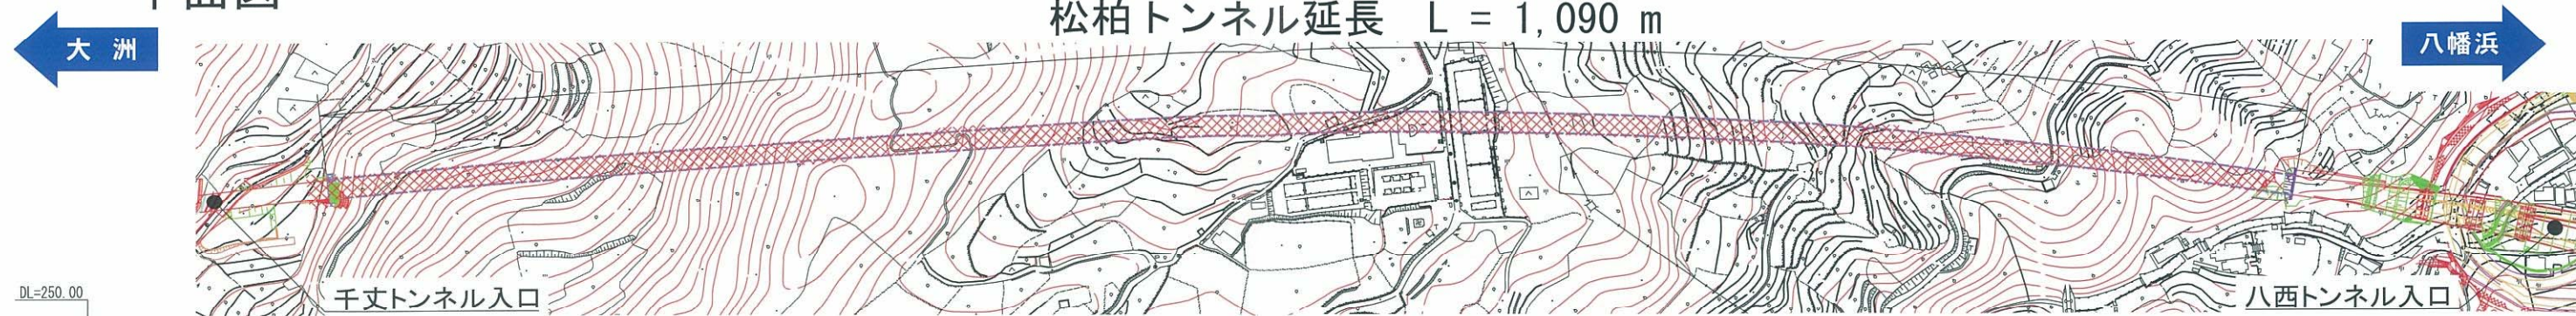 平面図
松柏トンネル延長 L = 1,090 m
大 洲
八幡浜
千丈トンネル入口
八西トンネル入口
DL=250.00